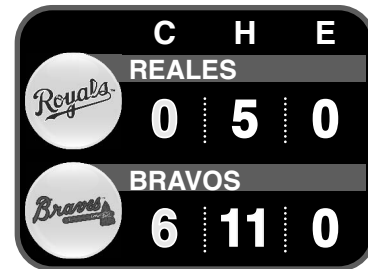 C H E
REALES
Royals
0 5 0
BRAVOS
Braves
6 11 0